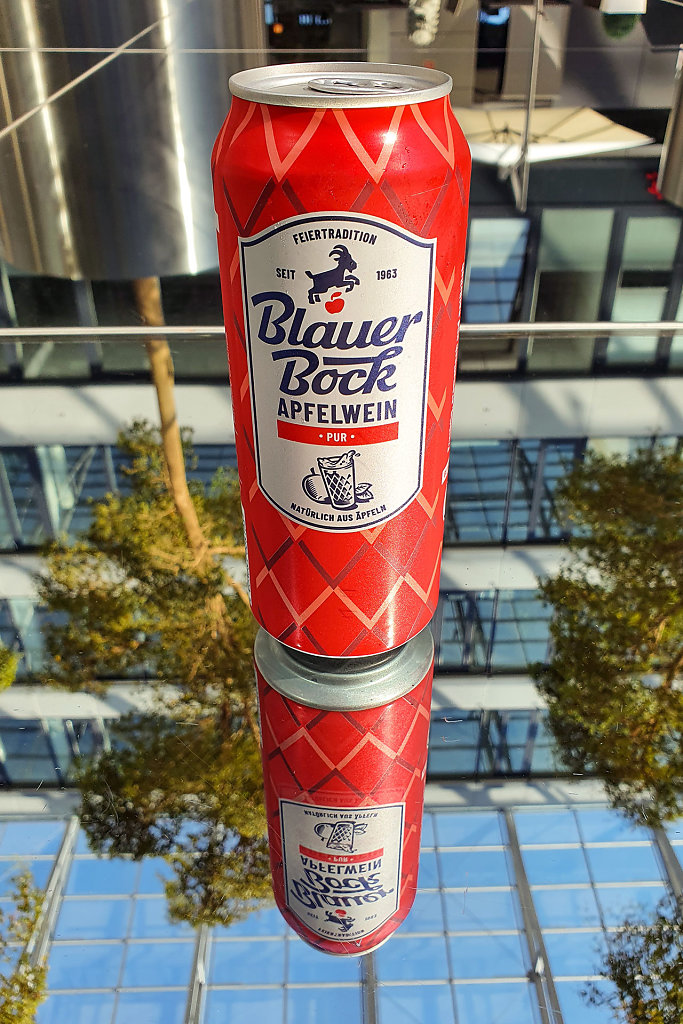 FEIERTRADITION
SEIT 1963
Blauer
Bock
APFELWEIN
• PUR •
NATÜRLICH AUS ÄPFELN